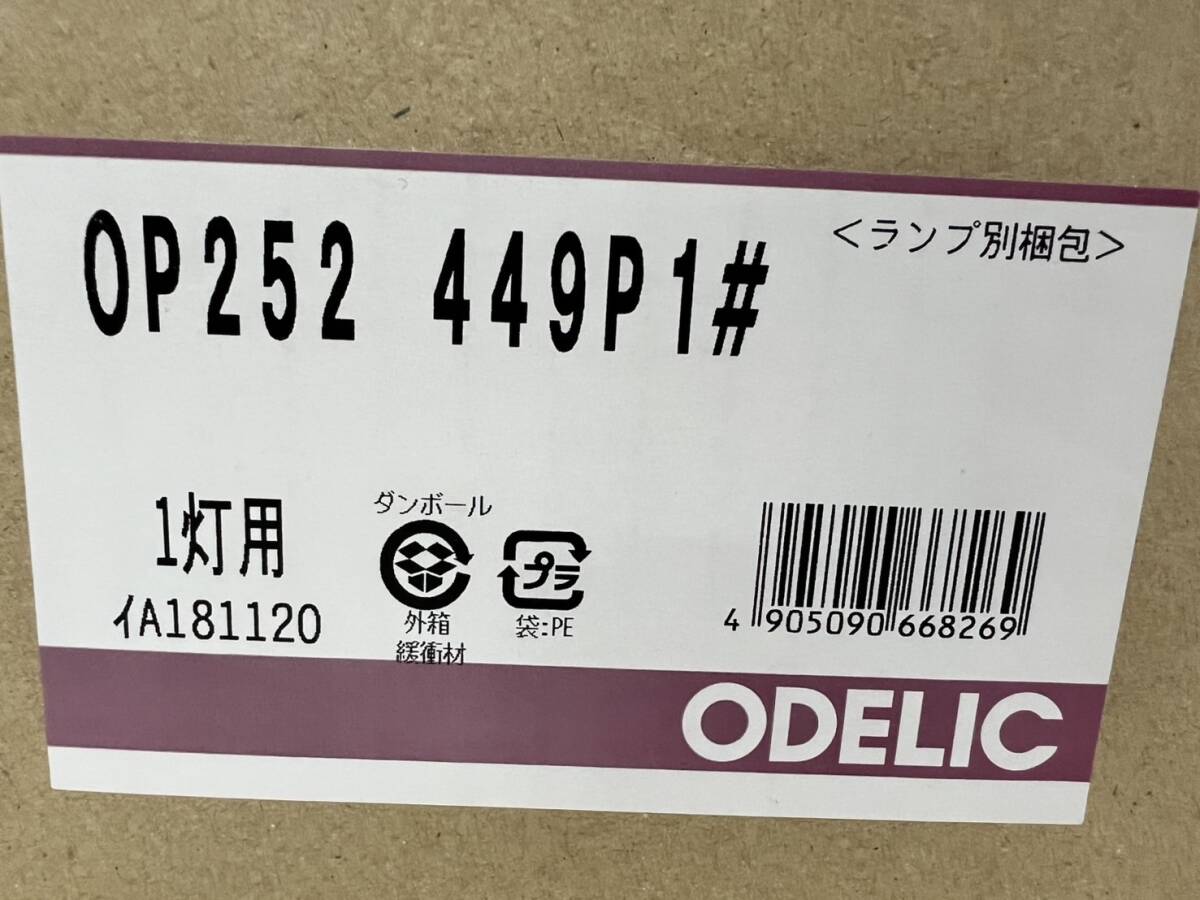 OP252 449P1#
<ランプ別梱包>
1灯用
イA181120
ダンボール
外箱
緩衝材
プラ
袋:PE
4 905090 668269
ODELIC